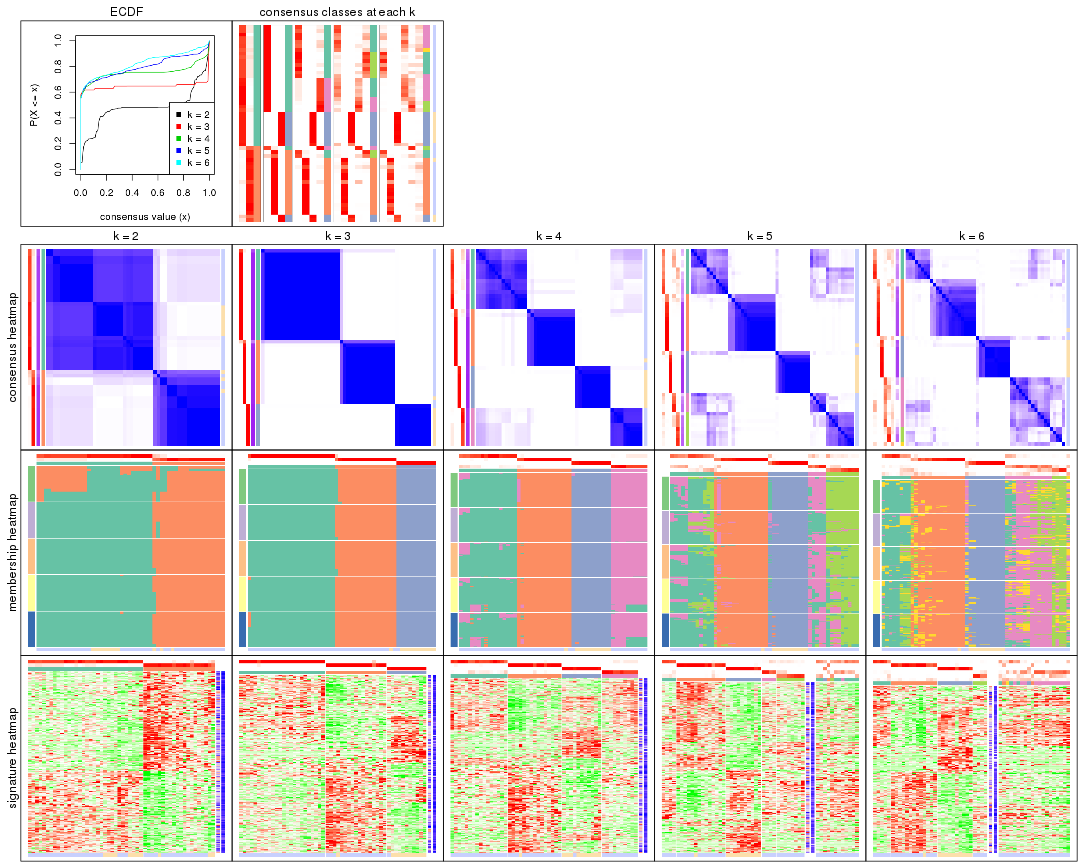 ECDF
consensus classes at each k
P(X <= x)
0.0
0.2
0.4
0.6
0.8
1.0
k = 2
k = 3
k = 4
k = 5
k = 6
0.0 0.2 0.4 0.6 0.8 1.0
consensus value (x)
k = 2
k = 3
k = 4
k = 5
k = 6
consensus heatmap
membership heatmap
signature heatmap